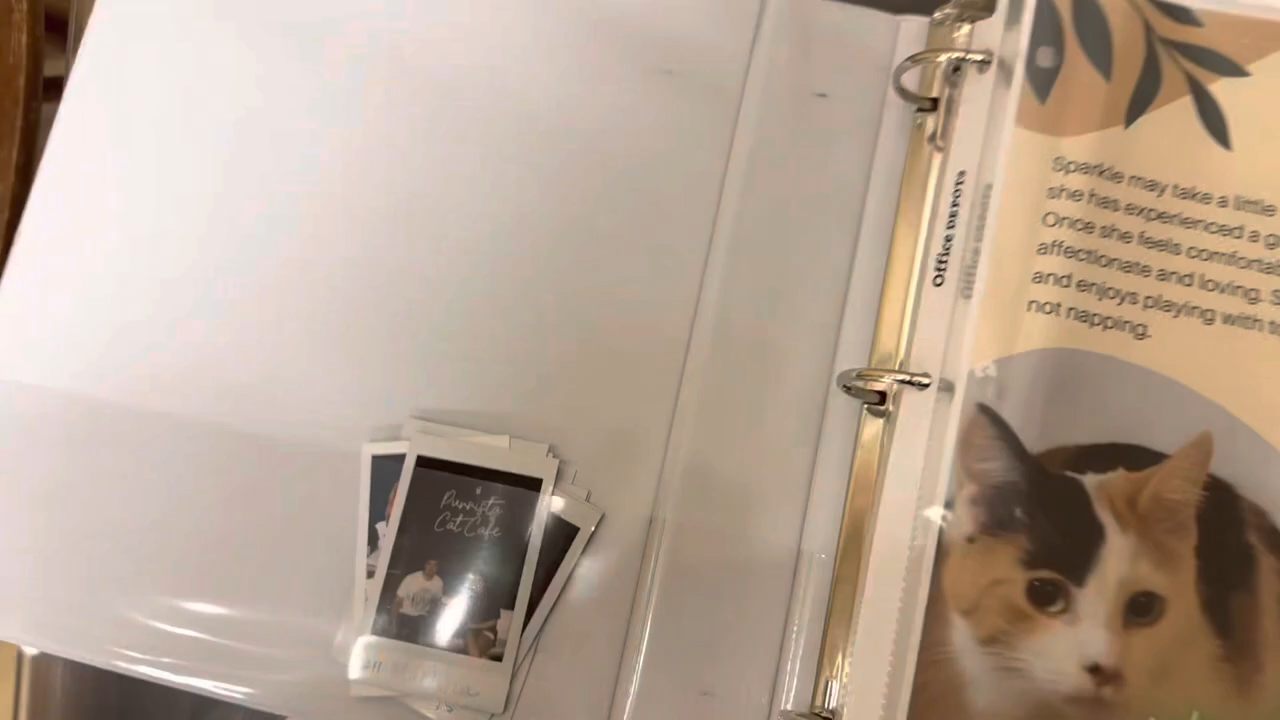 Purrfecto
Cat Cafe
Office DEPOT
Sparkle may take a little
she has experienced a g
Once she feels comfortab
affectionate and loving. S
and enjoys playing with t
not napping.